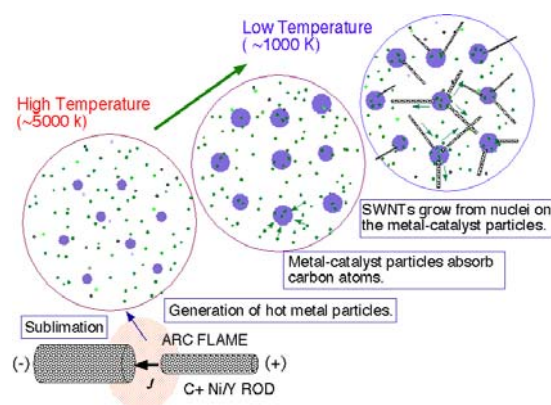 Low Temperature
( ~1000 K)
High Temperature
(~5000 k)
SWNTs grow from nuclei on
the metal-catalyst particles.
Metal-catalyst particles absorb
carbon atoms.
Generation of hot metal particles.
Sublimation
ARC FLAME
(-)
(+)
J
C+ Ni/Y ROD